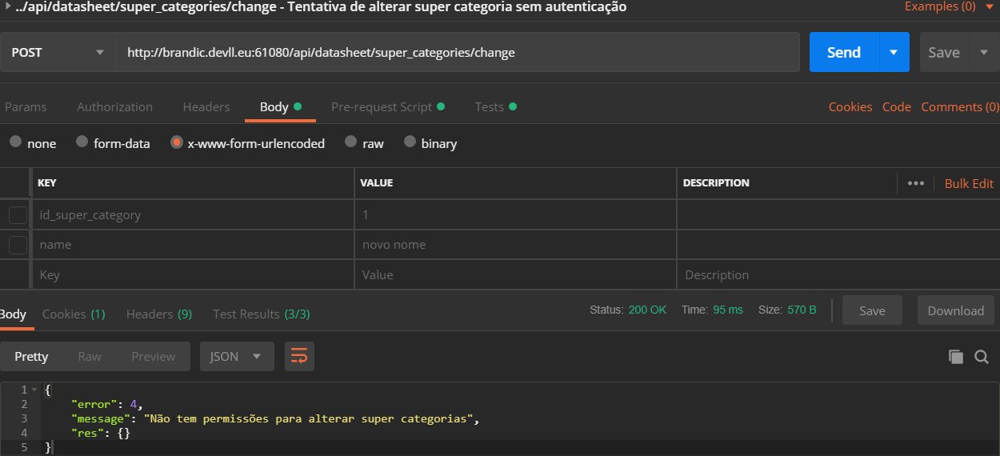 ../api/datasheet/super_categories/change - Tentativa de alterar super categoria sem autenticação Examples (0)
POST http://brandic.devll.eu:61080/api/datasheet/super_categories/change Send Save
Params Authorization Headers Body Pre-request Script Tests Cookies Code Comments (0)
none form-data x-www-form-urlencoded raw binary
KEY VALUE DESCRIPTION ••• Bulk Edit
id_super_category 1
name novo nome
Key Value Description
Body Cookies (1) Headers (9) Test Results (3/3) Status: 200 OK Time: 95 ms Size: 570 B Save Download
Pretty Raw Preview JSON
1 {
2 "error": 4,
3 "message": "Não tem permissões para alterar super categorias",
4 "res": {}
5 }